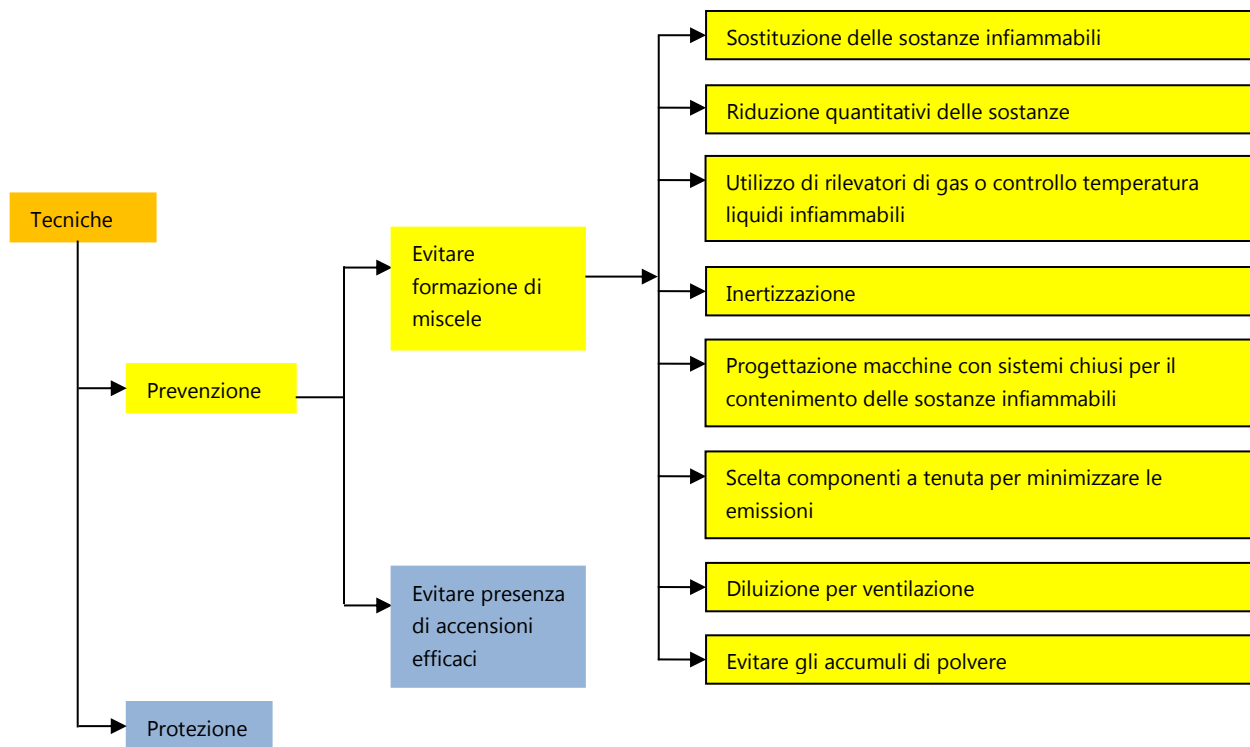 Tecniche
Prevenzione
Protezione
Evitare
formazione di
miscele
Evitare presenza
di accensioni
efficaci
Sostituzione delle sostanze infiammabili
Riduzione quantitativi delle sostanze
Utilizzo di rilevatori di gas o controllo temperatura
liquidi infiammabili
Inertizzazione
Progettazione macchine con sistemi chiusi per il
contenimento delle sostanze infiammabili
Scelta componenti a tenuta per minimizzare le
emissioni
Diluizione per ventilazione
Evitare gli accumuli di polvere